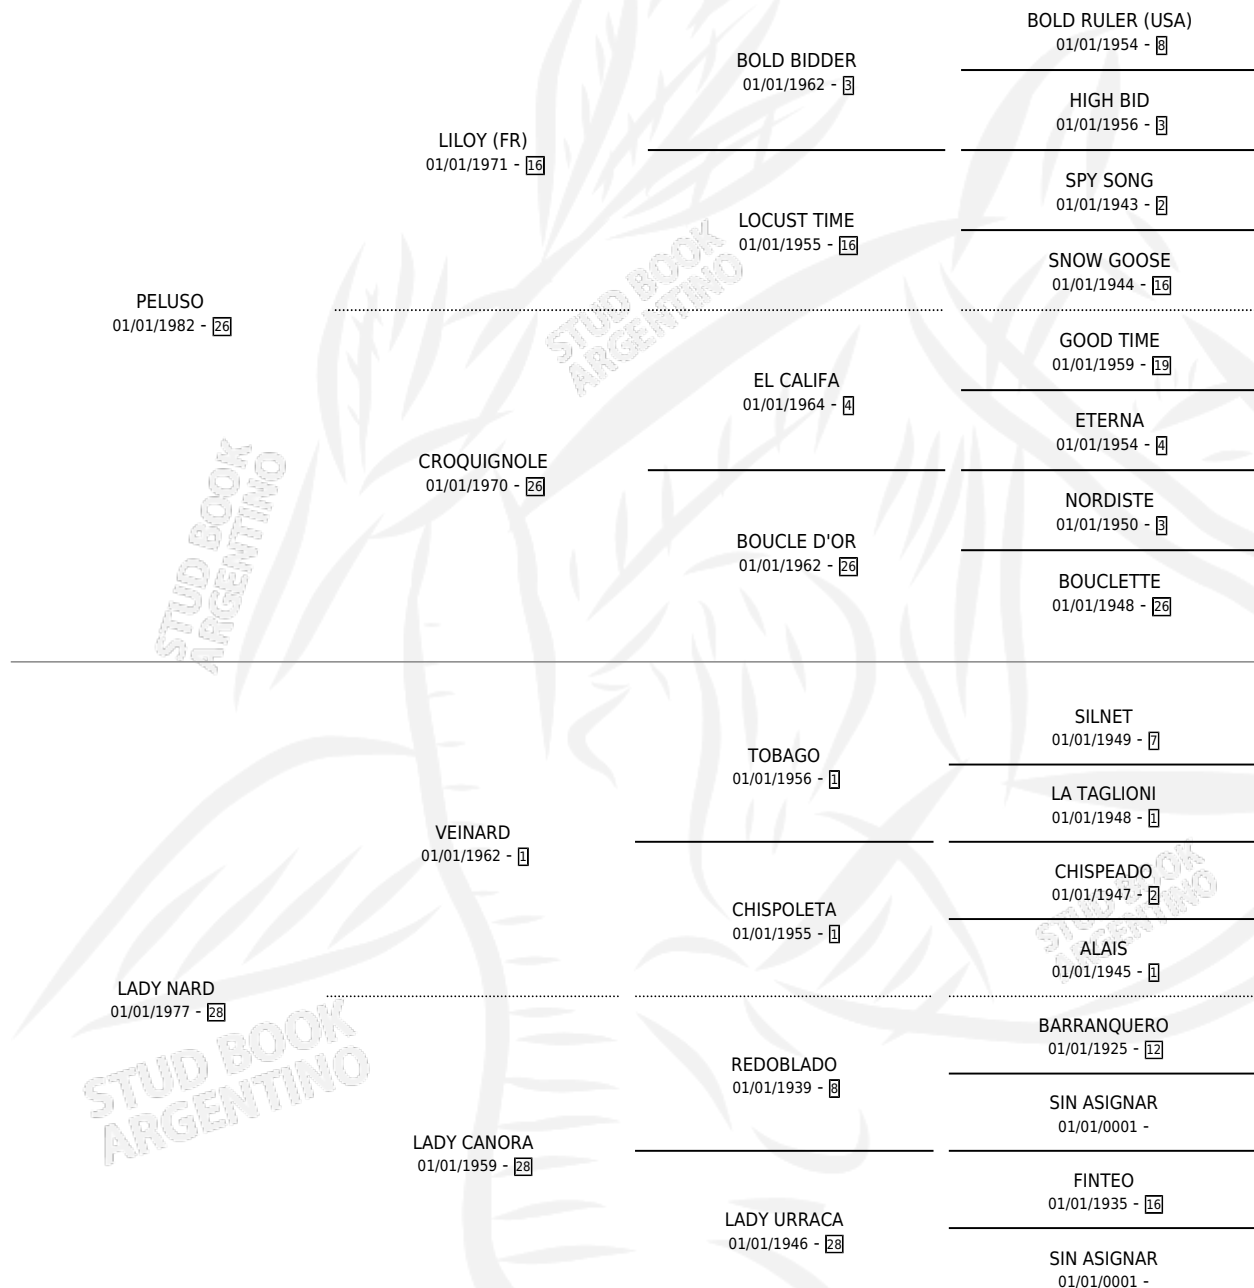 BOLD RULER (USA)
01/01/1954 - 8
BOLD BIDDER
01/01/1962 - 3
HIGH BID
01/01/1956 - 3
LILOY (FR)
01/01/1971 - 16
SPY SONG
01/01/1943 - 2
LOCUST TIME
01/01/1955 - 16
SNOW GOOSE
01/01/1944 - 16
PELUSO
01/01/1982 - 26
STUD BOOK
ARGENTINO
GOOD TIME
01/01/1959 - 19
EL CALIFA
01/01/1964 - 4
ETERNA
01/01/1954 - 4
CROQUIGNOLE
01/01/1970 - 26
NORDISTE
01/01/1950 - 3
BOUCLE D'OR
01/01/1962 - 26
BOUCLETTE
01/01/1948 - 26
STUD BOOK
ARGENTINO
SILNET
01/01/1949 - 7
TOBAGO
01/01/1956 - 1
LA TAGLIONI
01/01/1948 - 1
VEINARD
01/01/1962 - 1
CHISPEADO
01/01/1947 - 2
CHISPOLETA
01/01/1955 - 1
STUD BOOK
ARGENTINO
ALAIS
01/01/1945 - 1
LADY NARD
01/01/1977 - 28
BARRANQUERO
01/01/1925 - 12
STUD BOOK
ARGENTINO
REDOBLADO
01/01/1939 - 8
SIN ASIGNAR
01/01/0001 -
LADY CANORA
01/01/1959 - 28
FINTEO
01/01/1935 - 16
LADY URRACA
01/01/1946 - 28
SIN ASIGNAR
01/01/0001 -